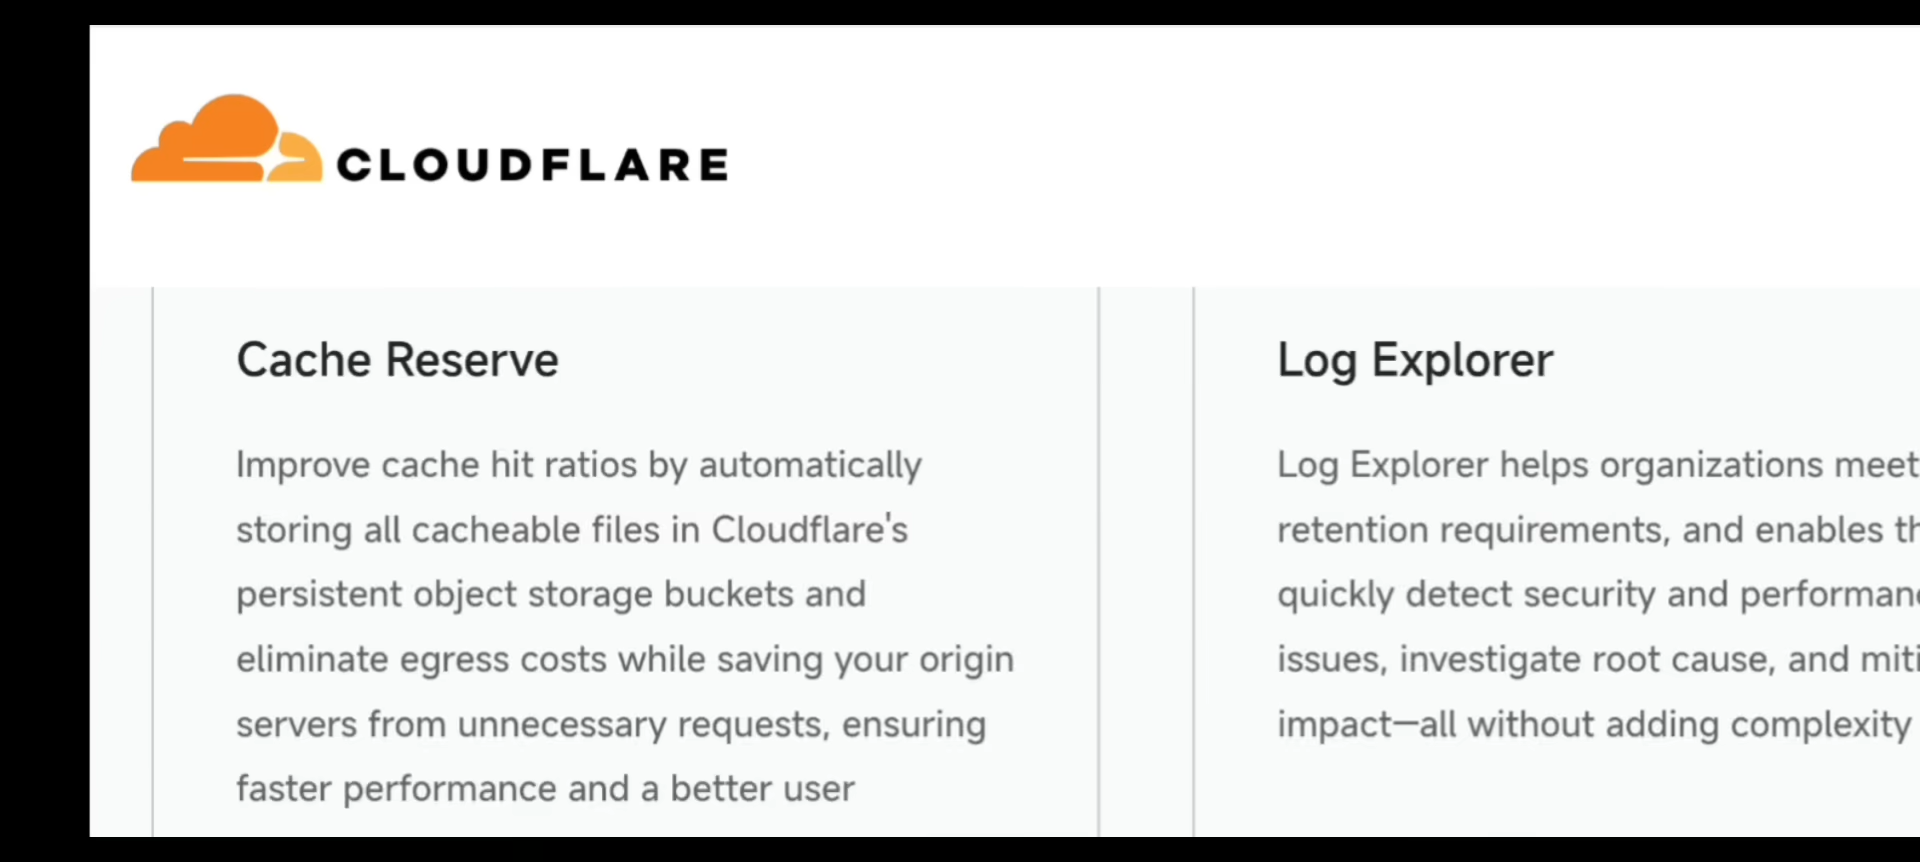 CLOUDFLARE
Cache Reserve
Improve cache hit ratios by automatically
storing all cacheable files in Cloudflare's
persistent object storage buckets and
eliminate egress costs while saving your origin
servers from unnecessary requests, ensuring
faster performance and a better user
Log Explorer
Log Explorer helps organizations meet
retention requirements, and enables
quickly detect security and
issues, investigate root cause, and
impact—all without adding complexity